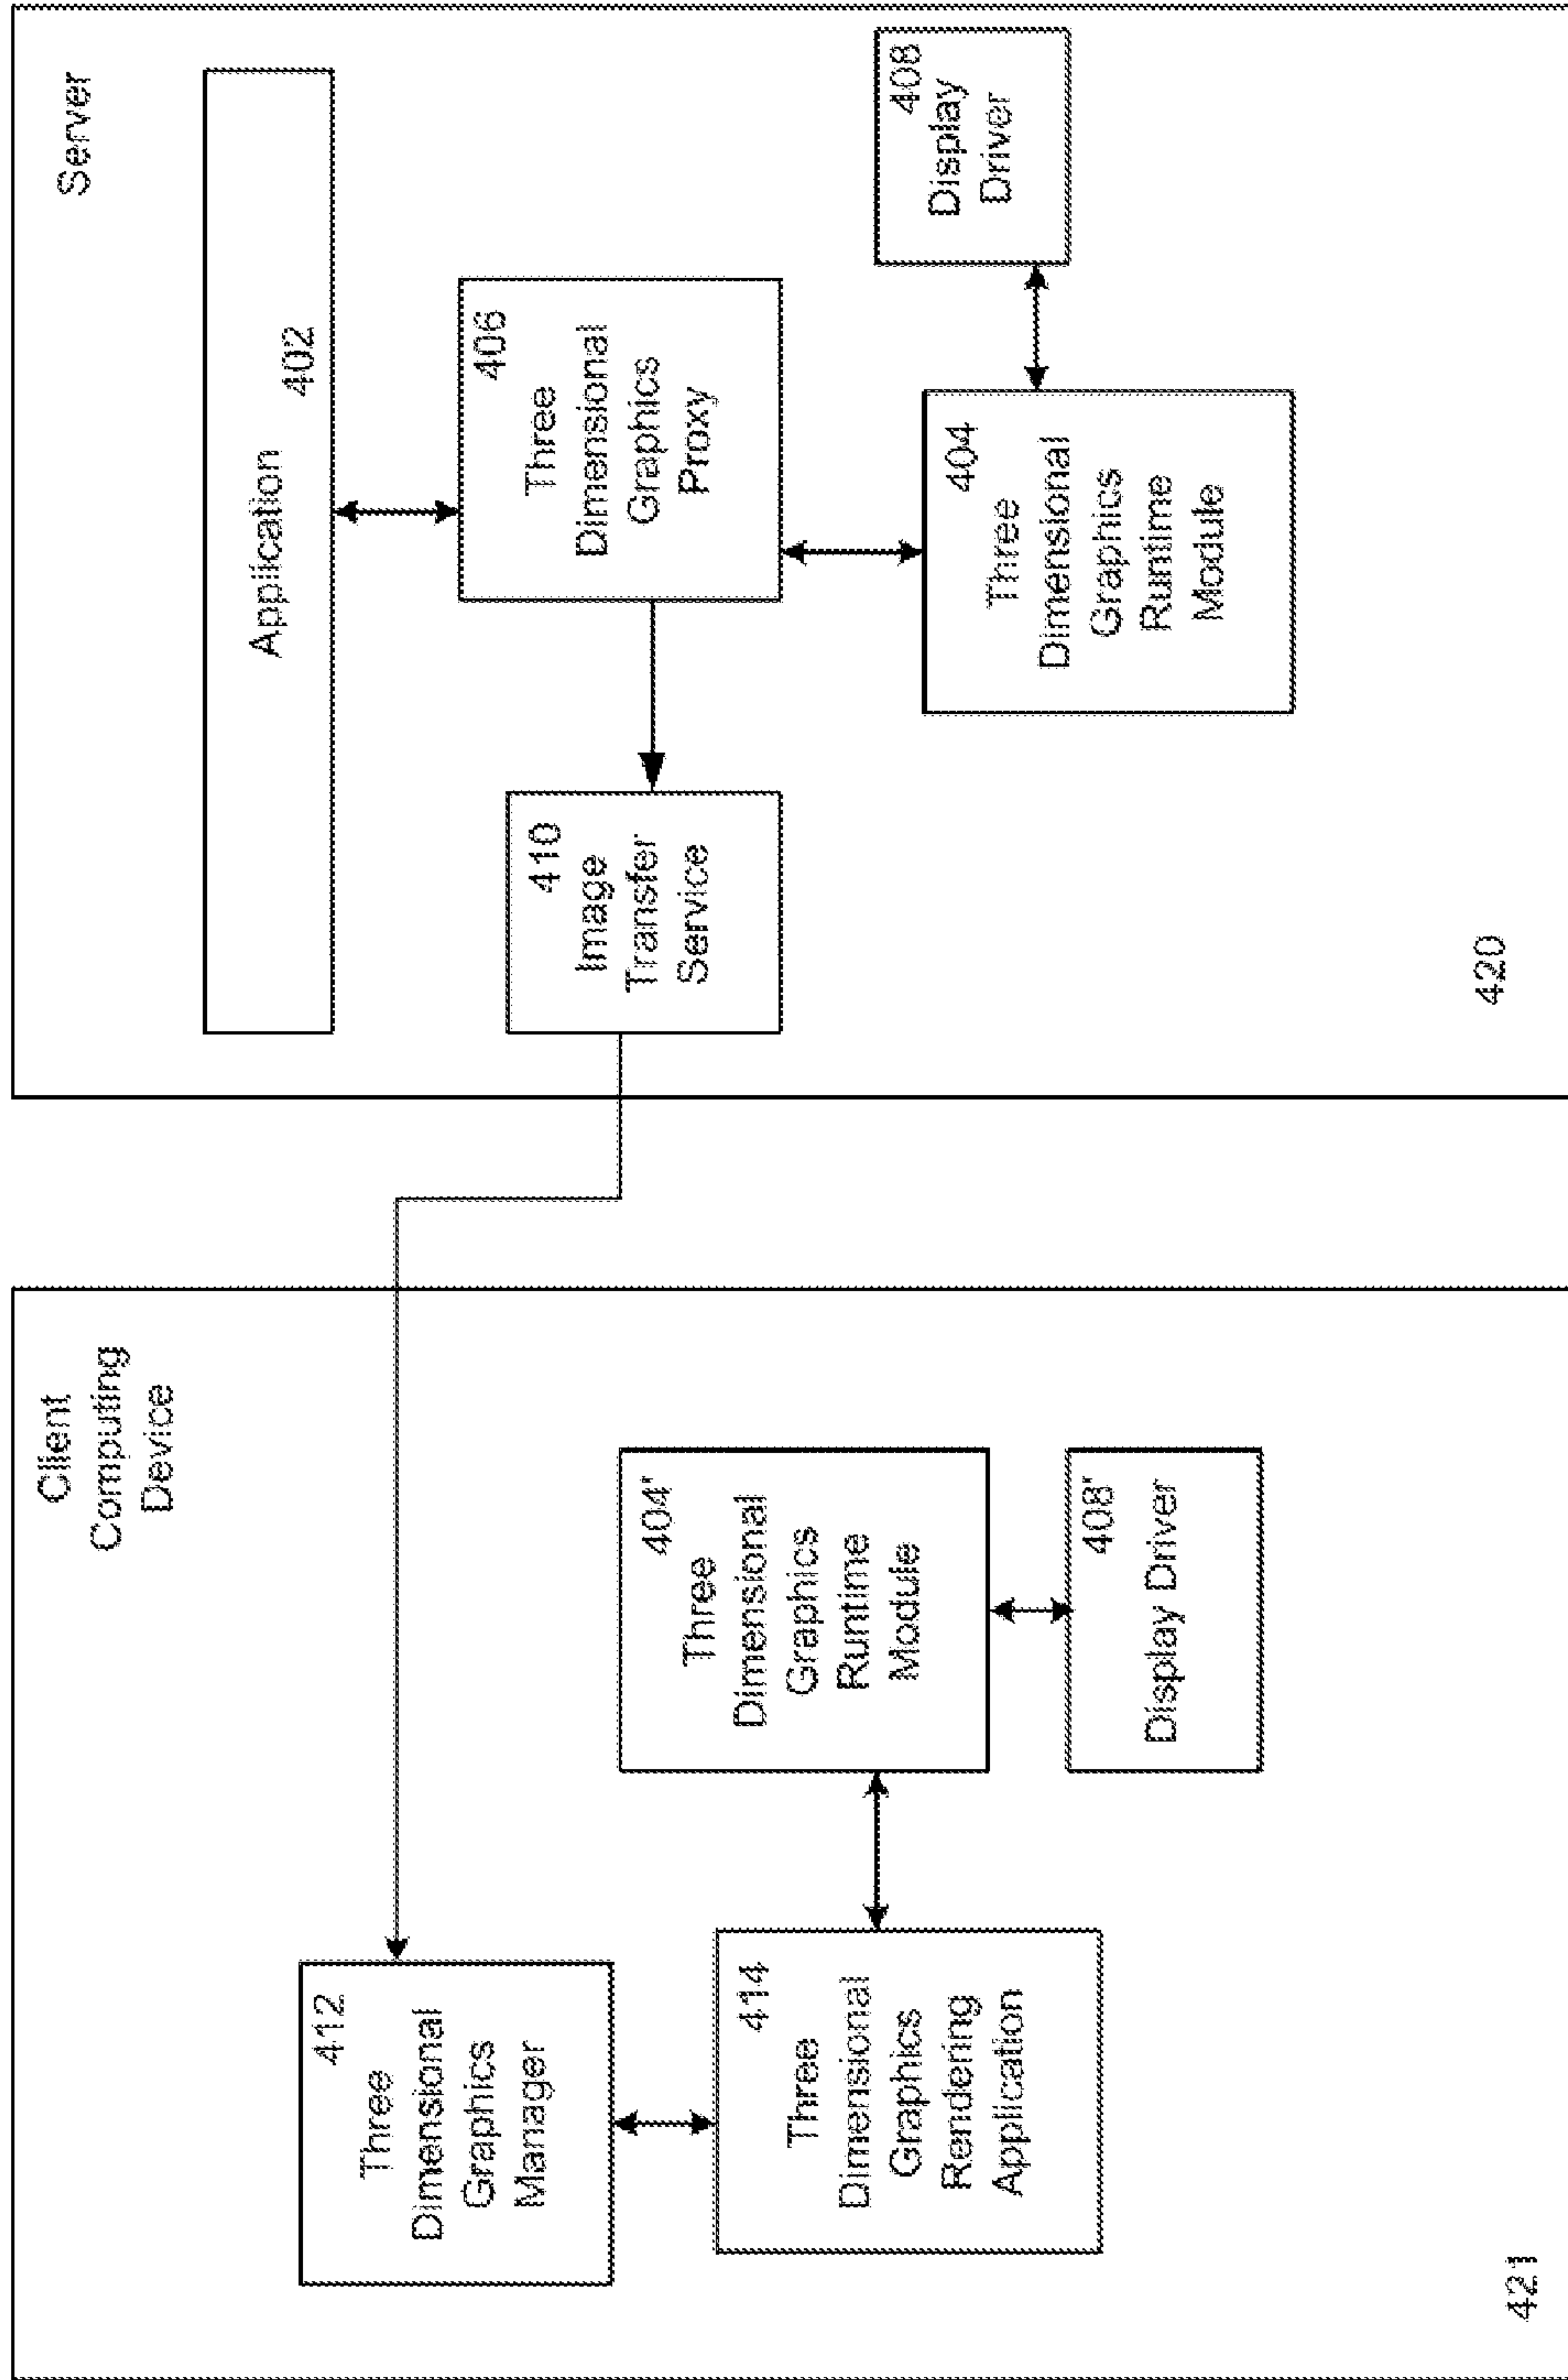 Client
Computing
Device
412
Three
Dimensional
Graphics
Manager
414
Three
Dimensional
Graphics
Rendering
Application
404'
Three
Dimensional
Graphics
Runtime
Module
408'
Display Driver
421
Server
Application
402
406
Three
Dimensional
Graphics
Proxy
410
Image
Transfer
Service
404
Three
Dimensional
Graphics
Runtime
Module
408
Display
Driver
420